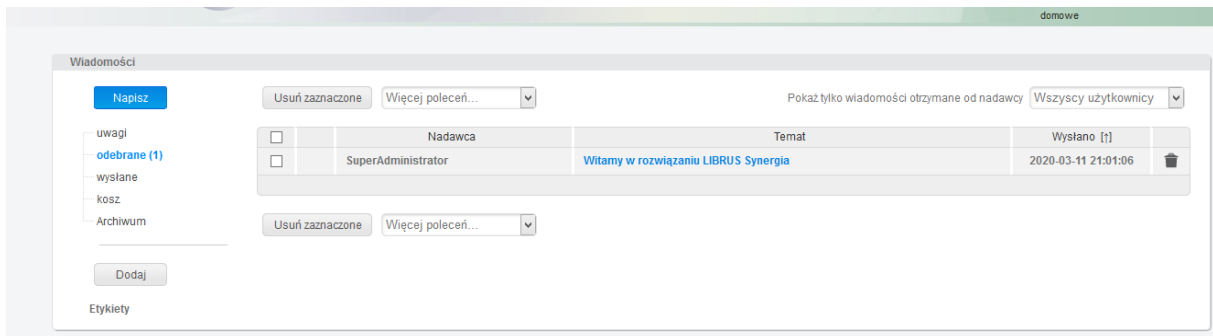 domowe
Wiadomości
Napisz
Usuń zaznaczone Więcej poleceń... Pokaż tylko wiadomości otrzymane od nadawcy Wszyscy użytkownicy
uwagi
odebrane (1)
wysłane
kosz
Archiwum
Nadawca Temat Wysłano [↑]
SuperAdministrator Witamy w rozwiązaniu LIBRUS Synergia 2020-03-11 21:01:06
Usuń zaznaczone Więcej poleceń...
Dodaj
Etykiety